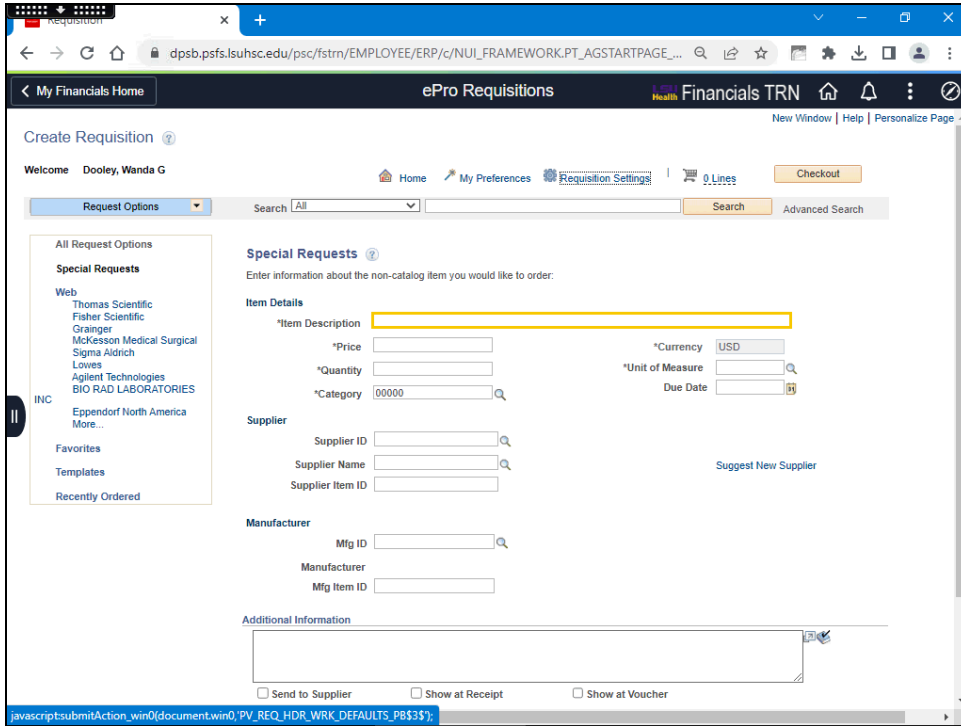 Requisition
dpsb.psfs.lsuhsc.edu/psc/fstrn/EMPLOYEE/ERP/c/NUI_FRAMEWORK.PT_AGSTARTPAGE_...
My Financials Home
ePro Requisitions
Health Financials TRN
New Window | Help | Personalize Page
Create Requisition
Welcome Dooley, Wanda G
Home My Preferences Requisition Settings | 0 Lines Checkout
Request Options Search All Search Advanced Search
All Request Options
Special Requests
Web
Thomas Scientific
Fisher Scientific
Grainger
McKesson Medical Surgical
Sigma Aldrich
Lowes
Agilent Technologies
BIO RAD LABORATORIES
INC
Eppendorf North America
More...
Favorites
Templates
Recently Ordered
Special Requests
Enter information about the non-catalog item you would like to order:
Item Details
*Item Description
*Price *Currency USD
*Quantity *Unit of Measure
*Category 00000 Due Date
Supplier
Supplier ID
Supplier Name Suggest New Supplier
Supplier Item ID
Manufacturer
Mfg ID
Manufacturer
Mfg Item ID
Additional Information
Send to Supplier Show at Receipt Show at Voucher
javascript:submitAction_win0(document.win0,'PV_REQ_HDR_WRK_DEFAULTS_PB$3$');